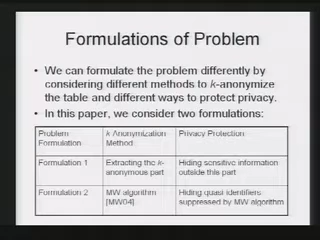 Formulations of Problem
• We can formulate the problem differently by
considering different methods to k-anonymize
the table and different ways to protect privacy.
• In this paper, we consider two formulations:
Problem Formulation k Anonymization Method Privacy Protection
Formulation 1 Extracting the k-anonymous part Hiding sensitive information outside this part
Formulation 2 MW algorithm [MW04] Hiding quasi identifiers suppressed by MW algorithm